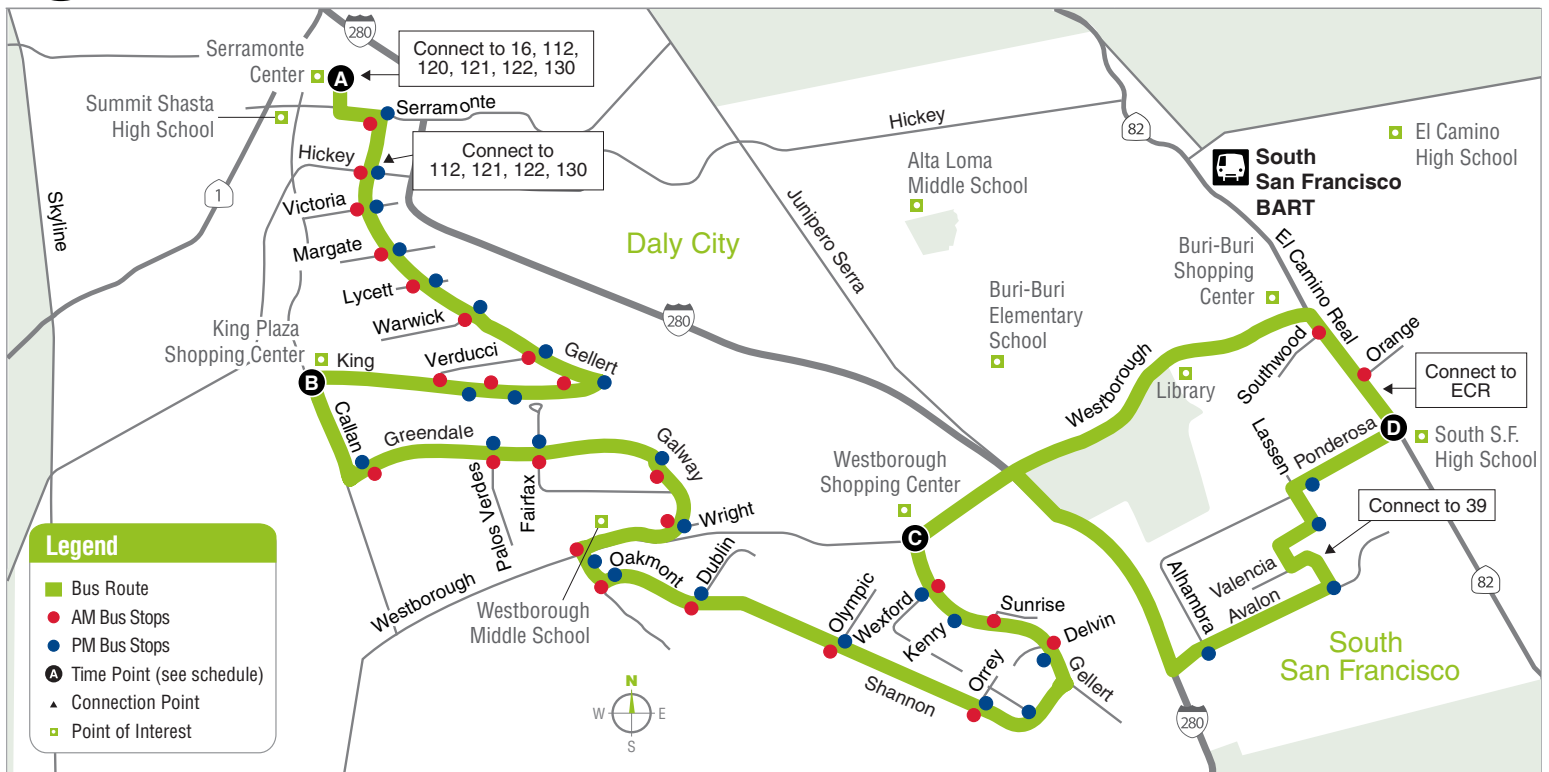 Serramonte
Center
A
280
Connect to 16, 112,
120, 121, 122, 130
Summit Shasta
High School
Serramonte
Hickey
Connect to
112, 121, 122, 130
Hickey
82
El Camino
High School
South
San Francisco
BART
Alta Loma
Middle School
1
Skyline
Victoria
Junipero Serra
Daly City
Margate
Lycett
Warwick
280
Buri-Buri
Shopping
Center
El Camino Real
Buri-Buri
Elementary
School
King Plaza
Shopping Center
King
Verducci
Gellert
B
Westborough
Library
Southwood
Orange
Connect to
ECR
D
South S.F.
High School
Callan
Greendale
Galway
Palos Verdes
Fairfax
Wright
Westborough
Shopping Center
C
Lassen
Ponderosa
Connect to 39
Legend
Bus Route
AM Bus Stops
PM Bus Stops
A Time Point (see schedule)
Connection Point
Point of Interest
Westborough
Oakmont
Dublin
Westborough
Middle School
Olympic
Wexford
Kenry
Sunrise
Delvin
Orrey
Gellert
Shannon
Alhambra
Valencia
Avalon
82
South
San Francisco
280
N
W
E
S